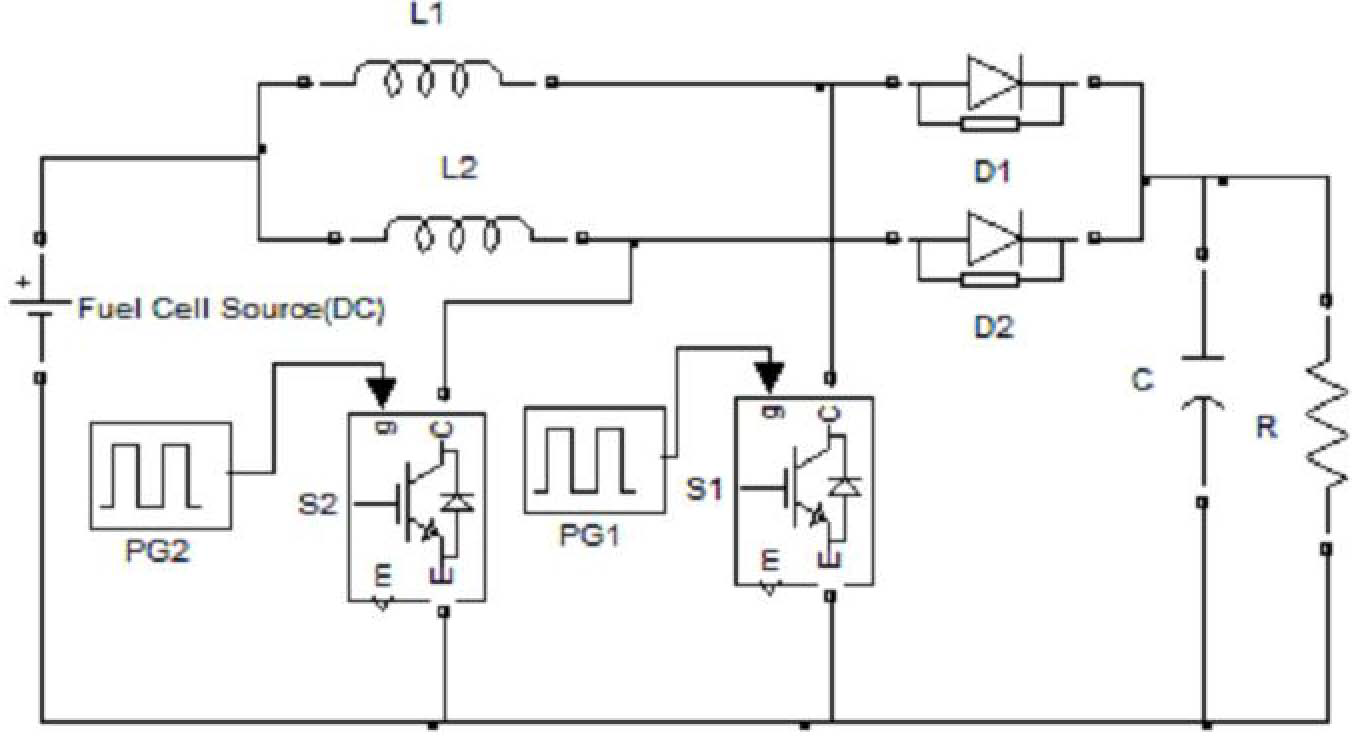 L1
L2
D1
+
Fuel Cell Source(DC)
D2
C
R
g
C
g
C
S2
S1
PG2
PG1
E
E
E
E